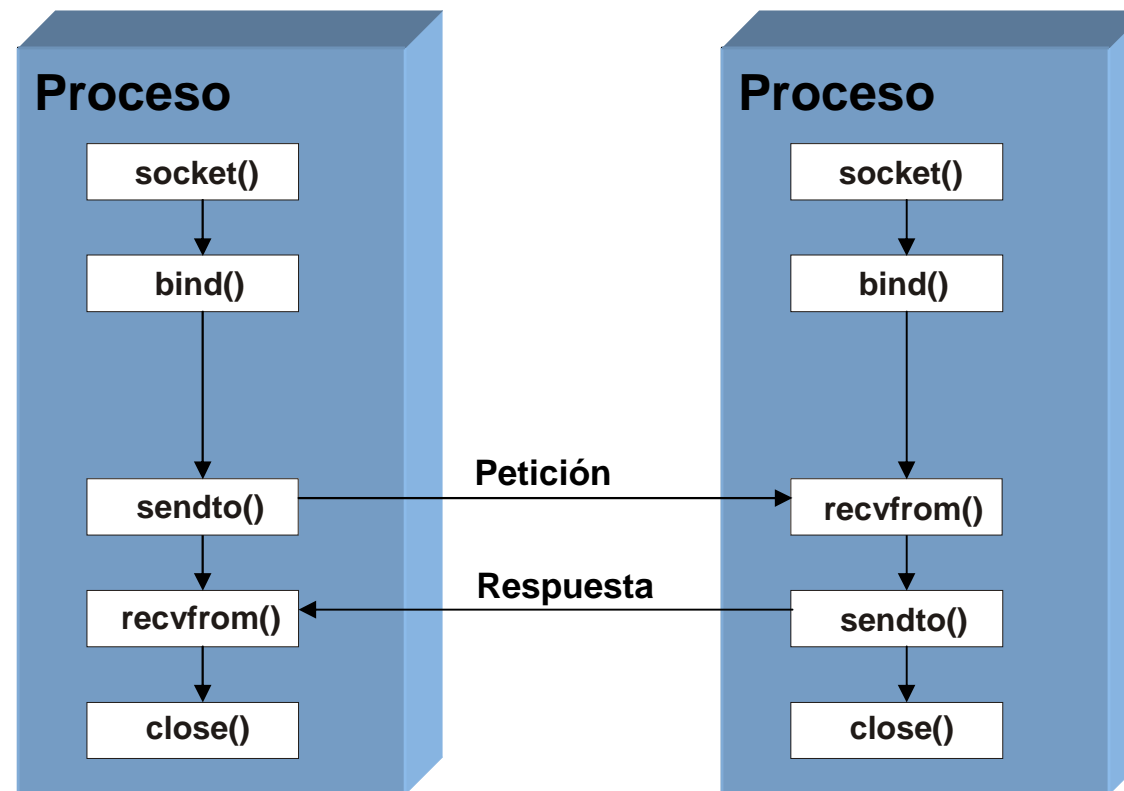 Proceso
socket()
bind()
sendto()
recvfrom()
close()
Petición
Respuesta
Proceso
socket()
bind()
recvfrom()
sendto()
close()